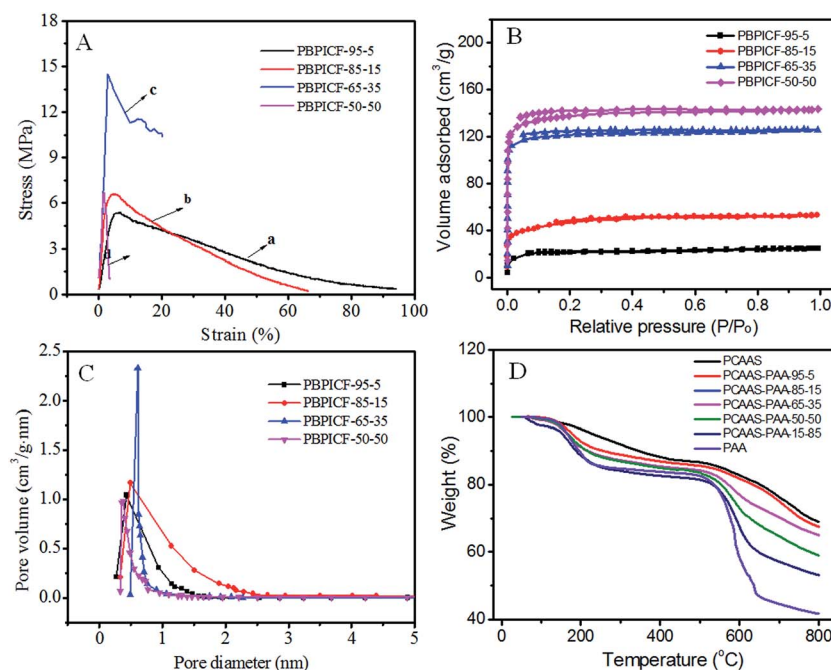 A
PBPICF-95-5
PBPICF-85-15
PBPICF-65-35
PBPICF-50-50
c
b
a
d
18
15
12
9
6
3
0
Stress (MPa)
0 20 40 60 80 100
Strain (%)
B
PBPICF-95-5
PBPICF-85-15
PBPICF-65-35
PBPICF-50-50
200
160
120
80
40
0
Volume adsorbed (cm³/g)
0.0 0.2 0.4 0.6 0.8 1.0
Relative pressure (P/P₀)
C
PBPICF-95-5
PBPICF-85-15
PBPICF-65-35
PBPICF-50-50
2.5
2.0
1.5
1.0
0.5
0.0
Pore volume (cm³/g·nm)
0 1 2 3 4 5
Pore diameter (nm)
D
PCAAS
PCAAS-PAA-95-5
PCAAS-PAA-85-15
PCAAS-PAA-65-35
PCAAS-PAA-50-50
PCAAS-PAA-15-85
PAA
120
100
80
60
40
Weight (%)
0 200 400 600 800
Temperature (°C)